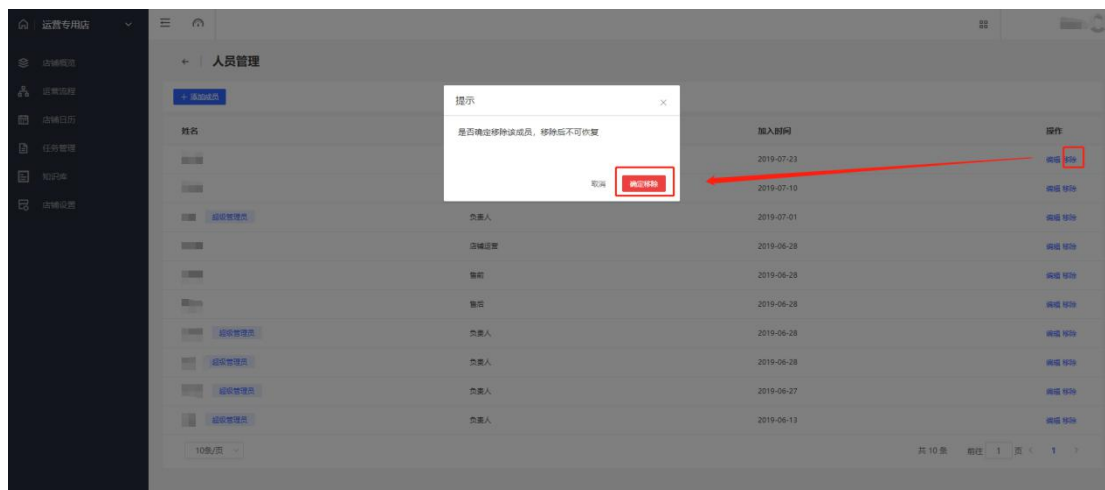 运营专用店
店铺概览
运营流程
店铺日历
任务管理
知识库
店铺设置
← 人员管理
+ 添加成员
姓名 加入时间 操作
2019-07-23 编辑 移除
2019-07-10 编辑 移除
超级管理员 负责人 2019-07-01 编辑 移除
店铺运营 2019-06-28 编辑 移除
售前 2019-06-28 编辑 移除
售后 2019-06-28 编辑 移除
超级管理员 负责人 2019-06-28 编辑 移除
超级管理员 负责人 2019-06-28 编辑 移除
超级管理员 负责人 2019-06-27 编辑 移除
超级管理员 负责人 2019-06-13 编辑 移除
10条/页 共 10 条 前往 1 页 1
提示 ×
是否确定移除该成员，移除后不可恢复
取消 确定移除